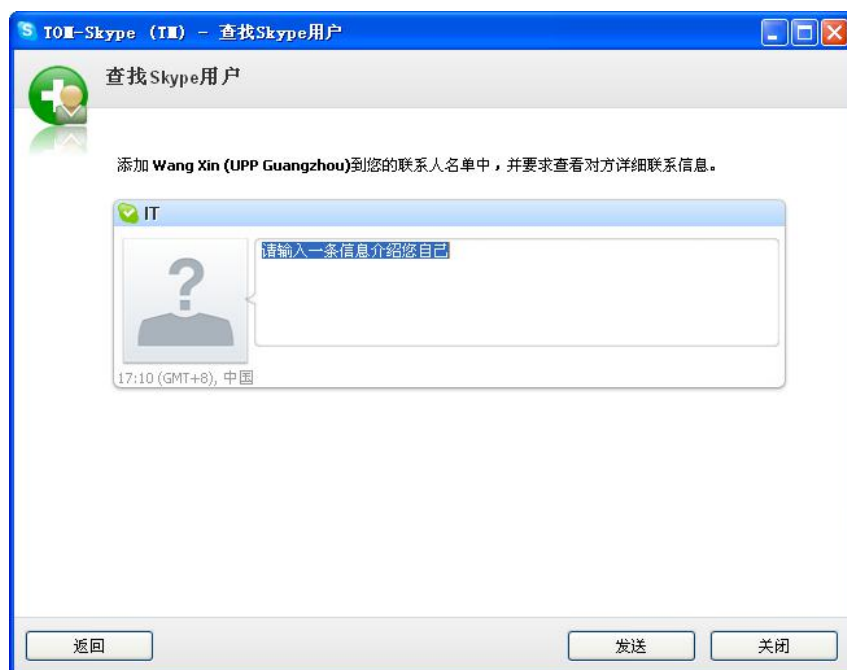 TOM-Skype (TM) - 查找Skype用户
查找Skype用户
添加 Wang Xin (UPP Guangzhou)到您的联系人名单中，并要求查看对方详细联系信息。
IT
请输入一条信息介绍您自己
17:10 (GMT+8), 中国
返回
发送
关闭